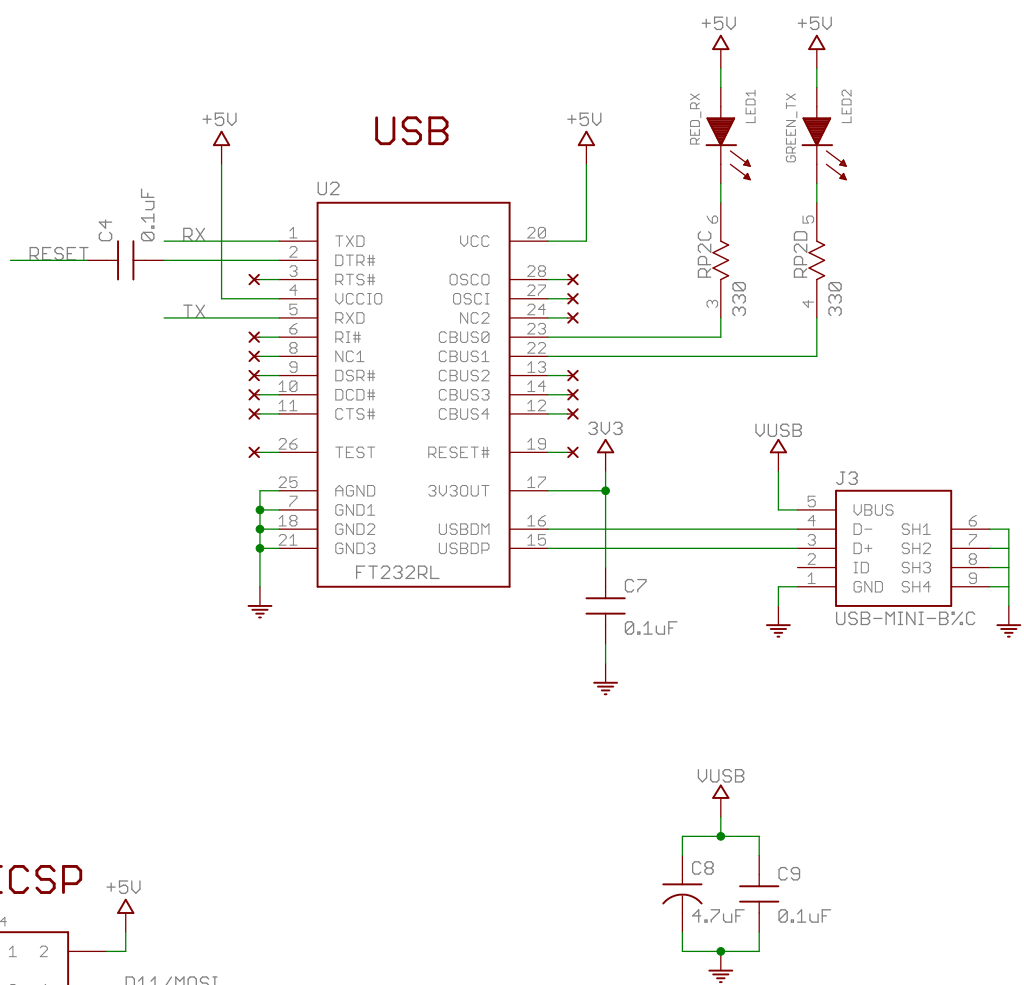 +5V +5V
RED_RX LED1 GREEN_TX LED2
+5V USB +5V
U2
C4 0.1uF
RESET RX TX
1 TXD VCC 20
2 DTR#
3 RTS# OSCO 28
4 VCCIO OSCI 27
5 RXD NC2 24
6 RI# CBUS0 23
8 NC1 CBUS1 22
9 DSR# CBUS2 13
10 DCD# CBUS3 14
11 CTS# CBUS4 12
26 TEST RESET# 19
25 AGND 3V3OUT 17
7 GND1
18 GND2 USBDM 16
21 GND3 USBDP 15
FT232RL
6 RP2C 3 330
5 RP2D 4 330
3V3
C7
0.1uF
VUSB
J3
5 VBUS
4 D- SH1 6
3 D+ SH2 7
2 ID SH3 8
1 GND SH4 9
USB-MINI-B%C
VUSB
C8 C9
4.7uF 0.1uF
ICSP +5V
4
1 2
D11/MOSI